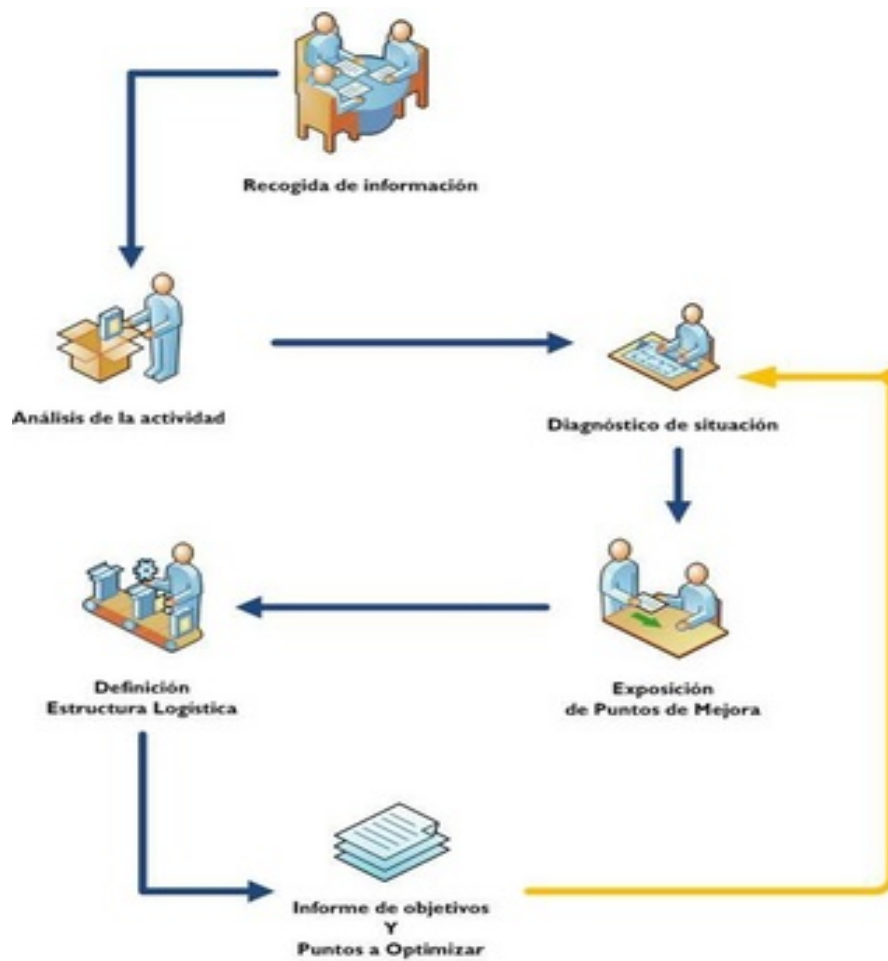 Recogida de información
Análisis de la actividad
Diagnóstico de situación
Definición
Estructura Logística
Exposición
de Puntos de Mejora
Informe de objetivos
Y
Puntos a Optimizar